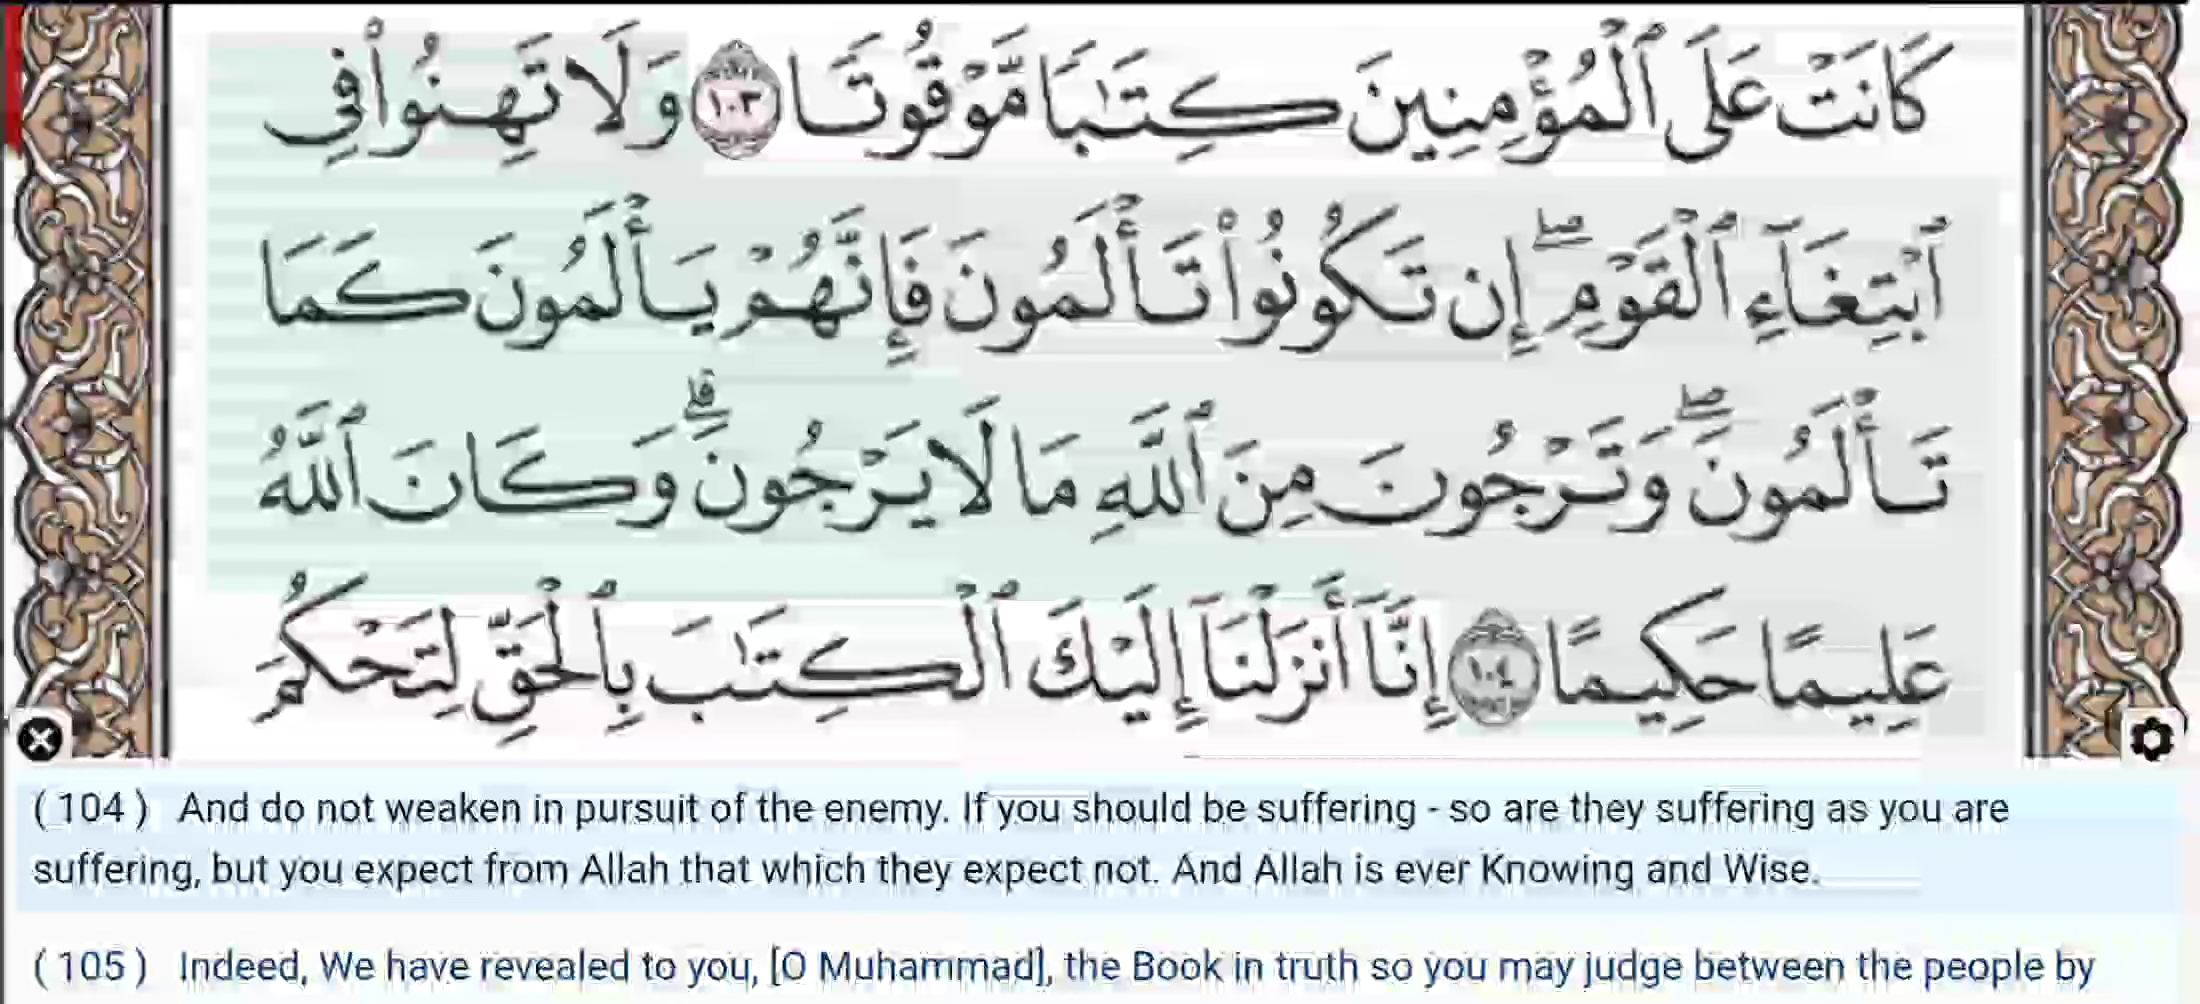 كَانَتْ عَلَى ٱلْمُؤْمِنِينَ كِتَٰبًا مَّوْقُوتًا ١٠٣ وَلَا تَهِنُوا۟ فِى
ٱبْتِغَآءِ ٱلْقَوْمِ ۖ إِن تَكُونُوا۟ تَأْلَمُونَ فَإِنَّهُمْ يَأْلَمُونَ كَمَا
تَأْلَمُونَ ۖ وَتَرْجُونَ مِنَ ٱللَّهِ مَا لَا يَرْجُونَ ۗ وَكَانَ ٱللَّهُ
عَلِيمًا حَكِيمًا ١٠٤ إِنَّآ أَنزَلْنَآ إِلَيْكَ ٱلْكِتَٰبَ بِٱلْحَقِّ لِتَحْكُمَ
( 104 ) And do not weaken in pursuit of the enemy. If you should be suffering - so are they suffering as you are
suffering, but you expect from Allah that which they expect not. And Allah is ever Knowing and Wise.
( 105 ) Indeed, We have revealed to you, [O Muhammad], the Book in truth so you may judge between the people by